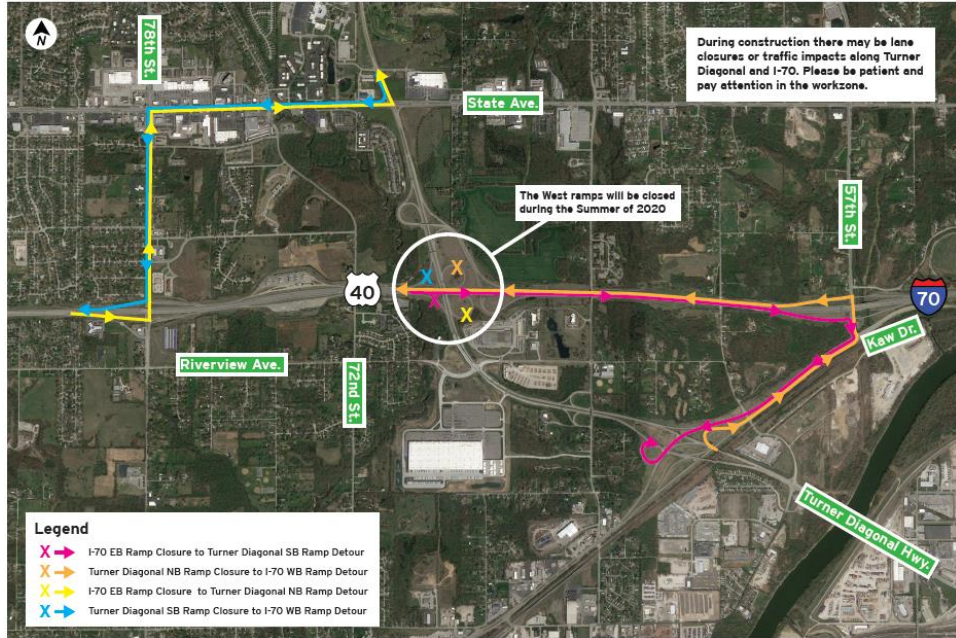 N
78th St.
During construction there may be lane
closures or traffic impacts along Turner
Diagonal and I-70. Please be patient and
pay attention in the workzone.
State Ave.
The West ramps will be closed
during the Summer of 2020
57th St.
X
X
40
X
X
70
Kaw Dr.
Riverview Ave.
72nd St.
Turner Diagonal Hwy.
Legend
X I-70 EB Ramp Closure to Turner Diagonal SB Ramp Detour
X Turner Diagonal NB Ramp Closure to I-70 WB Ramp Detour
X I-70 EB Ramp Closure to Turner Diagonal NB Ramp Detour
X Turner Diagonal SB Ramp Closure to I-70 WB Ramp Detour